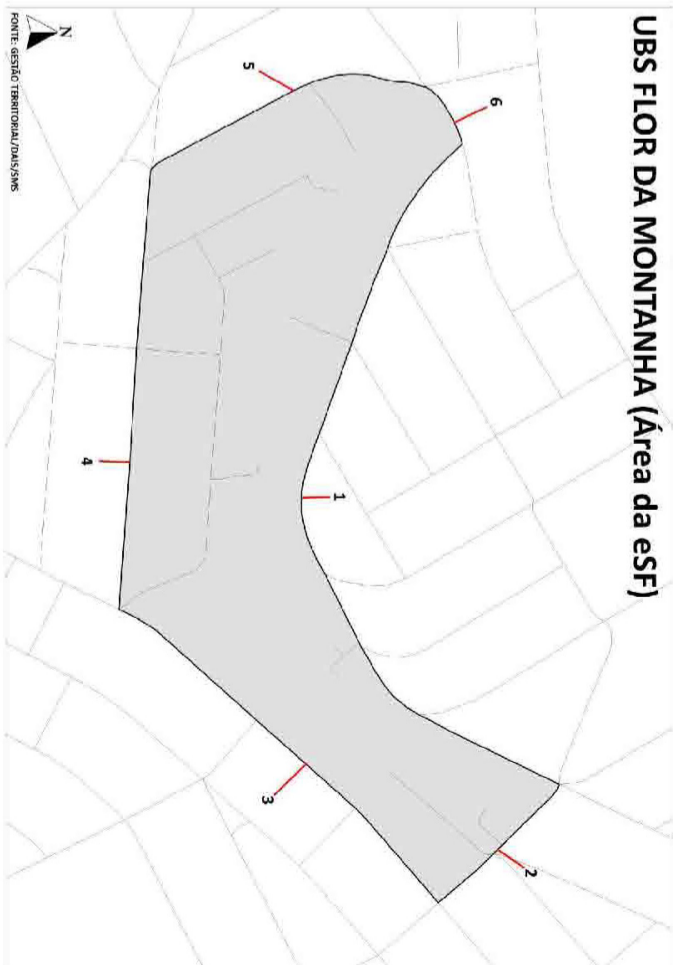 UBS FLOR DA MONTANHA (Área da eSF)
6
5
1
2
4
3
N
FONTE: GESTÃO TERRITORIAL/DAIS/SMS